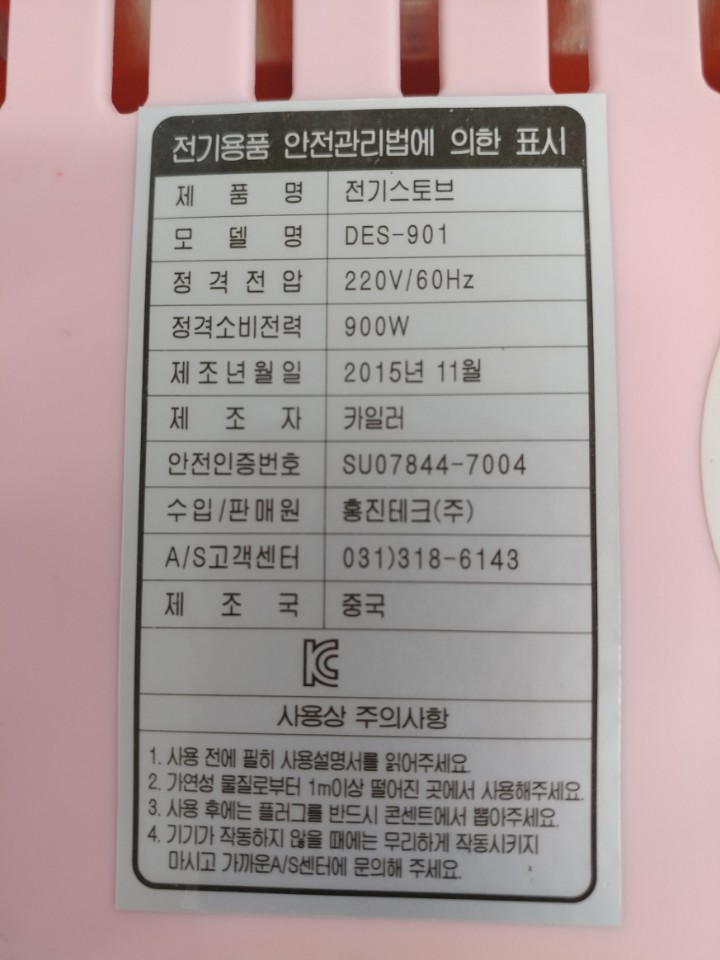 전기용품 안전관리법에 의한 표시
제 품 명 전기스토브
모 델 명 DES-901
정 격 전 압 220V/60Hz
정격소비전력 900W
제 조 년 월 일 2015년 11월
제 조 자 카일러
안전인증번호 SU07844-7004
수입/판매원 홍진테크(주)
A/S고객센터 031)318-6143
제 조 국 중국
KC
사용상 주의사항
1. 사용 전에 필히 사용설명서를 읽어주세요.
2. 가연성 물질로부터 1m이상 떨어진 곳에서 사용해주세요.
3. 사용 후에는 플러그를 반드시 콘센트에서 뽑아주세요.
4. 기기가 작동하지 않을 때에는 무리하게 작동시키지
마시고 가까운A/S센터에 문의해 주세요.